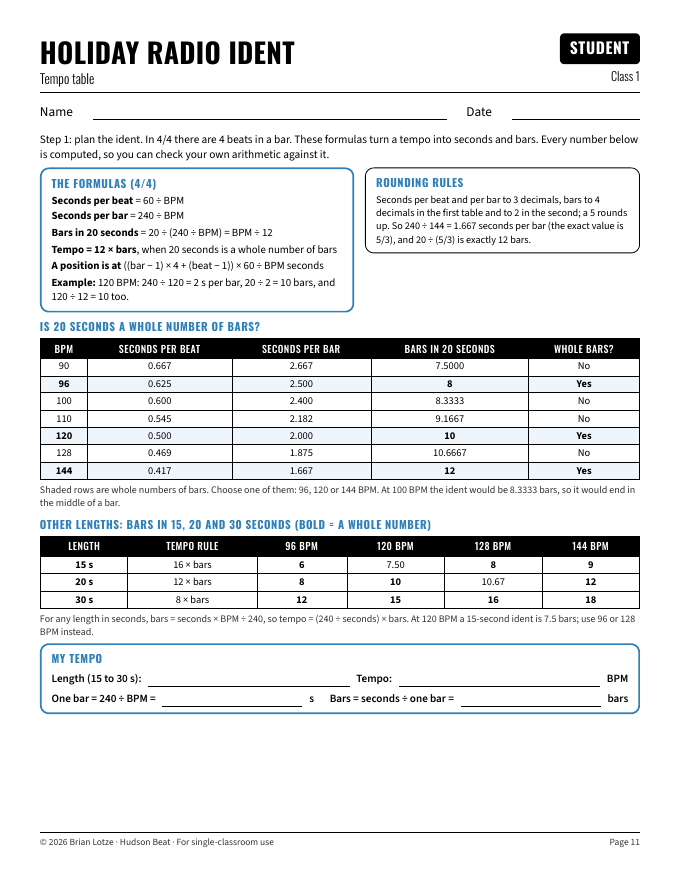 HOLIDAY RADIO IDENT
STUDENT
Tempo table
Class 1
Name
Date
Step 1: plan the ident. In 4/4 there are 4 beats in a bar. These formulas turn a tempo into seconds and bars. Every number below
is computed, so you can check your own arithmetic against it.
THE FORMULAS (4/4)
Seconds per beat = 60 ÷ BPM
Seconds per bar = 240 ÷ BPM
Bars in 20 seconds = 20 ÷ (240 ÷ BPM) = BPM ÷ 12
Tempo = 12 × bars, when 20 seconds is a whole number of bars
A position is at ((bar − 1) × 4 + (beat − 1)) × 60 ÷ BPM seconds
Example: 120 BPM: 240 ÷ 120 = 2 s per bar, 20 ÷ 2 = 10 bars, and
120 ÷ 12 = 10 too.
ROUNDING RULES
Seconds per beat and per bar to 3 decimals, bars to 4
decimals in the first table and to 2 in the second; a 5 rounds
up. So 240 ÷ 144 = 1.667 seconds per bar (the exact value is
5/3), and 20 ÷ (5/3) is exactly 12 bars.
IS 20 SECONDS A WHOLE NUMBER OF BARS?
BPM SECONDS PER BEAT SECONDS PER BAR BARS IN 20 SECONDS WHOLE BARS?
90 0.667 2.667 7.5000 No
96 0.625 2.500 8 Yes
100 0.600 2.400 8.3333 No
110 0.545 2.182 9.1667 No
120 0.500 2.000 10 Yes
128 0.469 1.875 10.6667 No
144 0.417 1.667 12 Yes
Shaded rows are whole numbers of bars. Choose one of them: 96, 120 or 144 BPM. At 100 BPM the ident would be 8.3333 bars, so it would end in
the middle of a bar.
OTHER LENGTHS: BARS IN 15, 20 AND 30 SECONDS (BOLD = A WHOLE NUMBER)
LENGTH TEMPO RULE 96 BPM 120 BPM 128 BPM 144 BPM
15 s 16 × bars 6 7.50 8 9
20 s 12 × bars 8 10 10.67 12
30 s 8 × bars 12 15 16 18
For any length in seconds, bars = seconds × BPM ÷ 240, so tempo = (240 ÷ seconds) × bars. At 120 BPM a 15-second ident is 7.5 bars; use 96 or 128
BPM instead.
MY TEMPO
Length (15 to 30 s): Tempo: BPM
One bar = 240 ÷ BPM = s Bars = seconds ÷ one bar = bars
© 2026 Brian Lotze · Hudson Beat · For single-classroom use
Page 11